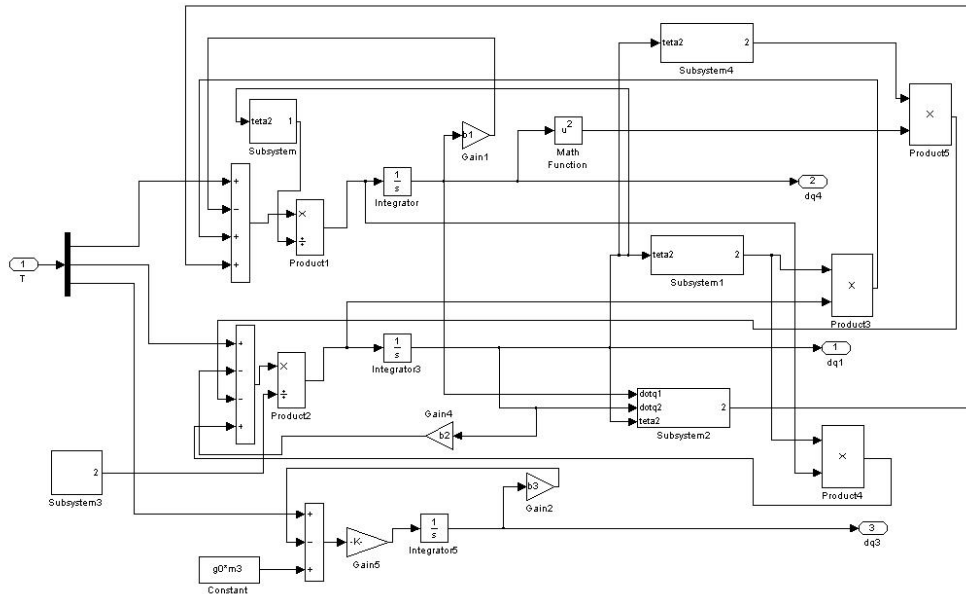 teta2 2
Subsystem4
teta2 1
Subsystem
b1
Gain1
u2
Math
Function
×
Product5
+
−
+
+
×
÷
Product1
1
s
Integrator
2
dq4
1
T
teta2 2
Subsystem1
×
Product3
+
−
−
+
×
÷
Product2
1
s
Integrator3
1
dq1
dotq1
dotq2 2
teta2
Subsystem2
Gain4
b2
×
Product4
2
Subsystem3
b3
Gain2
+
−
+
-K-
Gain5
1
s
Integrator5
3
dq3
g0*m3
Constant